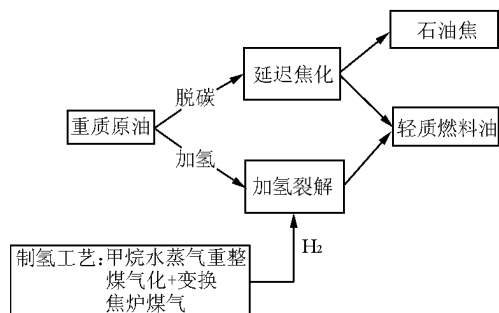 石油焦
延迟焦化
脱碳
重质原油
轻质燃料油
加氢
加氢裂解
制氢工艺:甲烷水蒸气重整
煤气化+变换
焦炉煤气
H₂